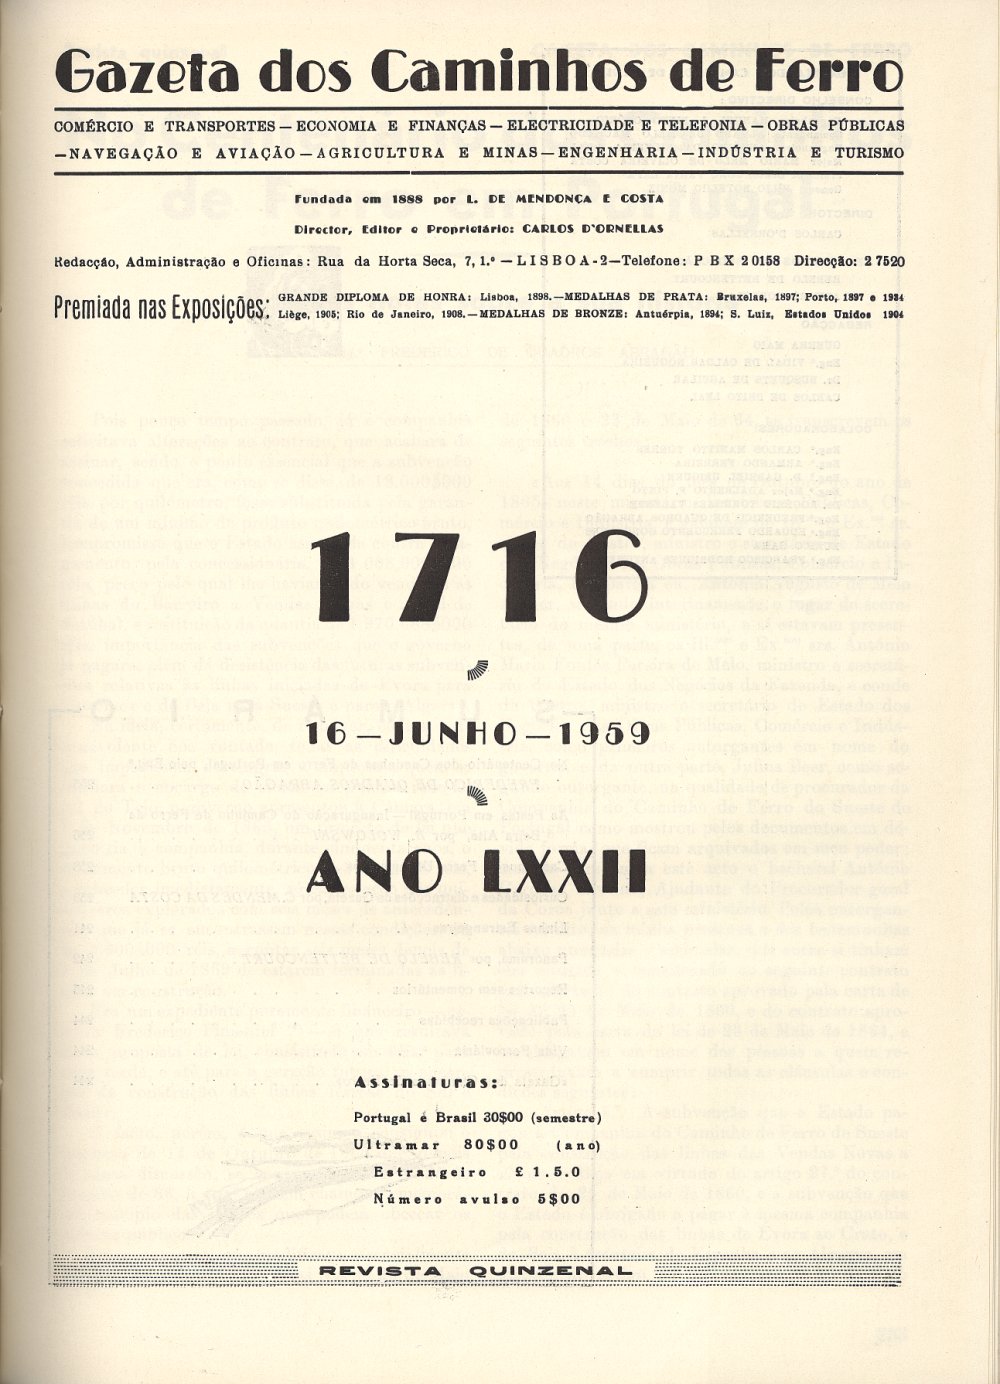 Gazeta dos Caminhos de Ferro
COMÉRCIO E TRANSPORTES — ECONOMIA E FINANÇAS — ELECTRICIDADE E TELEFONIA — OBRAS PÚBLICAS
—NAVEGAÇÃO E AVIAÇÃO — AGRICULTURA E MINAS — ENGENHARIA — INDÚSTRIA E TURISMO
Fundada em 1888 por L. DE MENDONÇA E COSTA
Director, Editor e Proprietário: CARLOS D'ORNELLAS
Redacção, Administração e Oficinas: Rua da Horta Seca, 7, 1.º — LISBOA-2 — Telefone: PBX 20158 Direcção: 27520
Premiada nas Exposições: GRANDE DIPLOMA DE HONRA: Lisboa, 1898. — MEDALHAS DE PRATA: Bruxelas, 1897; Porto, 1897 e 1934
Liège, 1905; Rio de Janeiro, 1908. — MEDALHAS DE BRONZE: Antuérpia, 1894; S. Luiz, Estados Unidos 1904
1716
16 — JUNHO — 1959
ANO LXXII
Assinaturas:
Portugal e Brasil 30$00 (semestre)
Ultramar 80$00 (ano)
Estrangeiro £ 1.5.0
Número avulso 5$00
REVISTA QUINZENAL